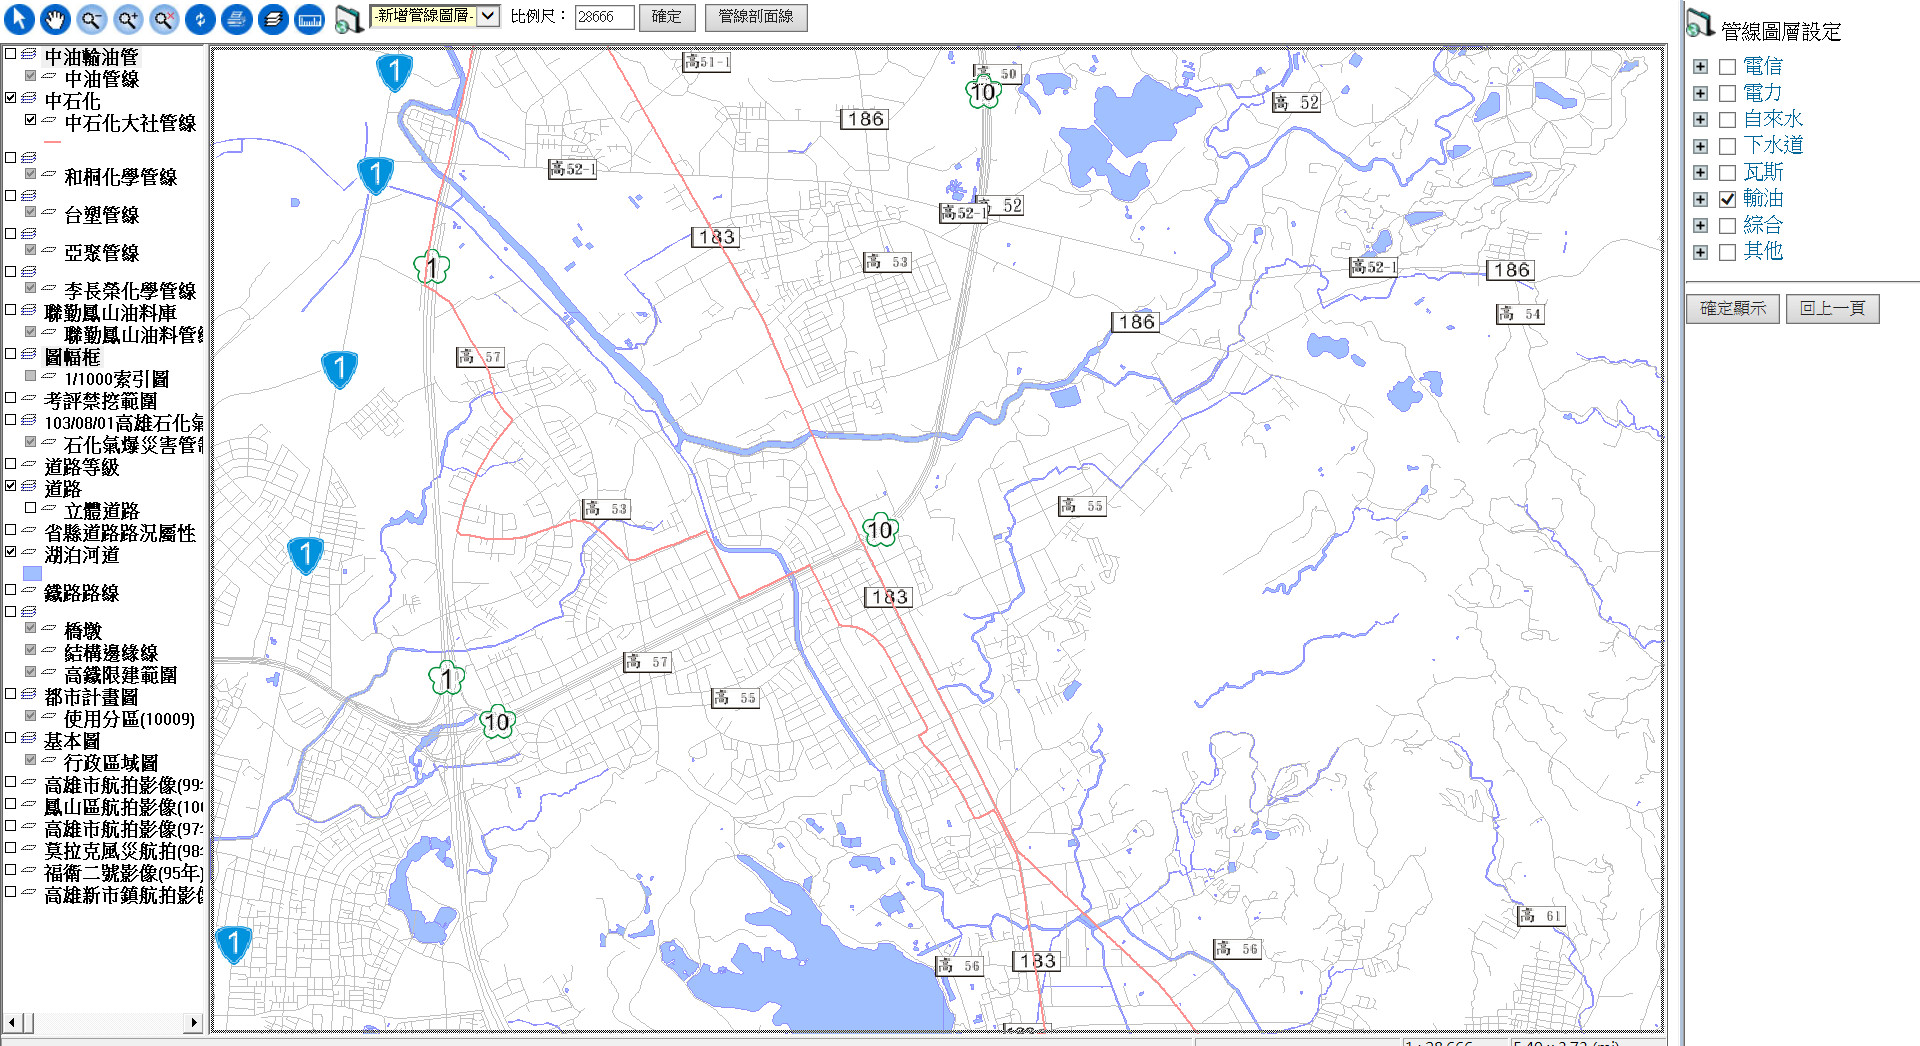 -新增管線圖層-
比例尺：
28666
確定
管線剖面線
中油輸油管
中油管線
中石化
中石化大社管線
和桐化學管線
台塑管線
亞聚管線
李長榮化學管線
聯勤鳳山油料庫
聯勤鳳山油料管
圖幅框
1/1000索引圖
考評禁挖範圍
103/08/01高雄石化氣
石化氣爆災害管
道路等級
道路
立體道路
省縣道路路況屬性
湖泊河道
鐵路路線
橋墩
結構邊緣線
高鐵限建範圍
都市計畫圖
使用分區(10009)
基本圖
行政區域圖
高雄市航拍影像(99
鳳山區航拍影像(10
高雄市航拍影像(97
莫拉克風災航拍(98
福衛二號影像(95年)
高雄新市鎮航拍影
1
高51-1
高 50
10
高 52
186
高52-1
1
高 52
高52-1
183
高 53
1
高52-1
186
高 54
186
高 57
1
高 53
高 55
10
1
183
高 57
1
高 55
10
高 61
1
高 56
183
高 56
管線圖層設定
電信
電力
自來水
下水道
瓦斯
輸油
綜合
其他
確定顯示
回上一頁